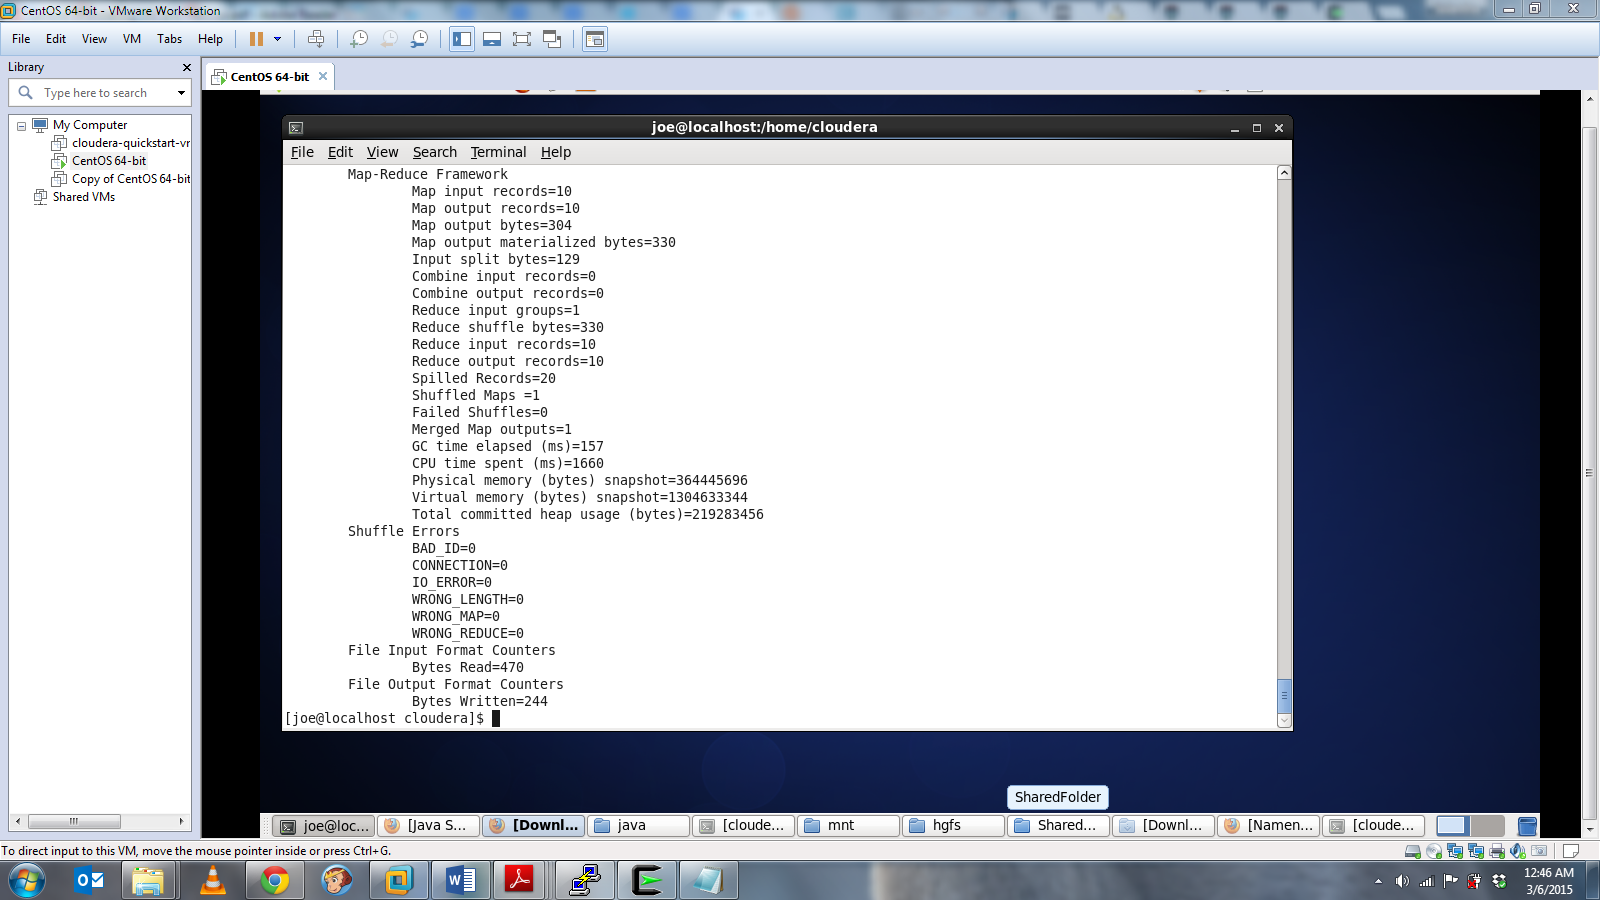 CentOS 64-bit - VMware Workstation
File Edit View VM Tabs Help
Library
Type here to search
My Computer
cloudera-quickstart-vr
CentOS 64-bit
Copy of CentOS 64-bit
Shared VMs
CentOS 64-bit
joe@localhost:/home/cloudera
File Edit View Search Terminal Help
Map-Reduce Framework
Map input records=10
Map output records=10
Map output bytes=304
Map output materialized bytes=330
Input split bytes=129
Combine input records=0
Combine output records=0
Reduce input groups=1
Reduce shuffle bytes=330
Reduce input records=10
Reduce output records=10
Spilled Records=20
Shuffled Maps =1
Failed Shuffles=0
Merged Map outputs=1
GC time elapsed (ms)=157
CPU time spent (ms)=1660
Physical memory (bytes) snapshot=364445696
Virtual memory (bytes) snapshot=1304633344
Total committed heap usage (bytes)=219283456
Shuffle Errors
BAD_ID=0
CONNECTION=0
IO_ERROR=0
WRONG_LENGTH=0
WRONG_MAP=0
WRONG_REDUCE=0
File Input Format Counters
Bytes Read=470
File Output Format Counters
Bytes Written=244
[joe@localhost cloudera]$
SharedFolder
joe@loc... [Java S... [Downl... java [cloude... mnt hgfs Shared... [Downl... [Namen... [cloude...
To direct input to this VM, move the mouse pointer inside or press Ctrl+G.
12:46 AM
3/6/2015